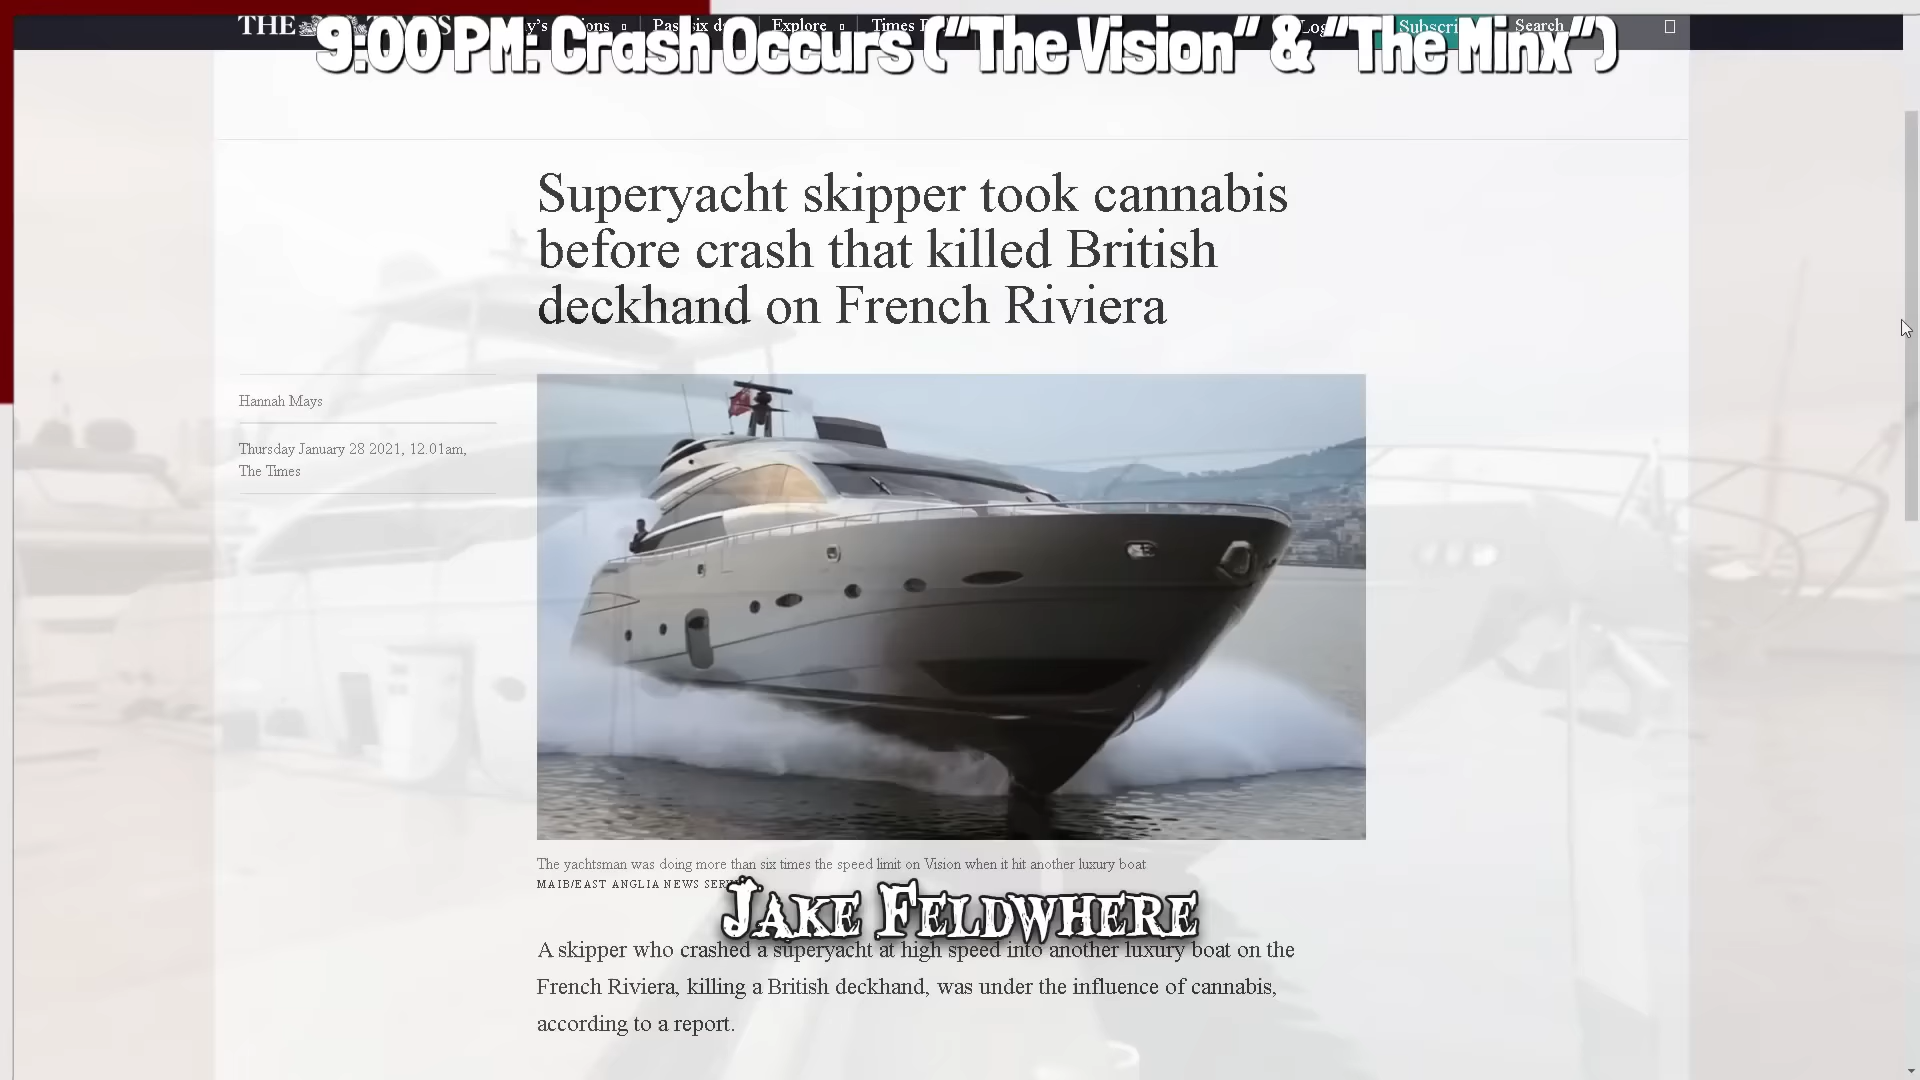 THE TIMES
Explore
Search
9:00 PM: Crash Occurs ("The Vision" & "The Minx")
Superyacht skipper took cannabis
before crash that killed British
deckhand on French Riviera
Hannah Mays
Thursday January 28 2021, 12.01am,
The Times
The yachtsman was doing more than six times the speed limit on Vision when it hit another luxury boat
MAIB/EAST ANGLIA NEWS
JAKE FELDWHERE
A skipper who crashed a superyacht at high speed into another luxury boat on the
French Riviera, killing a British deckhand, was under the influence of cannabis,
according to a report.